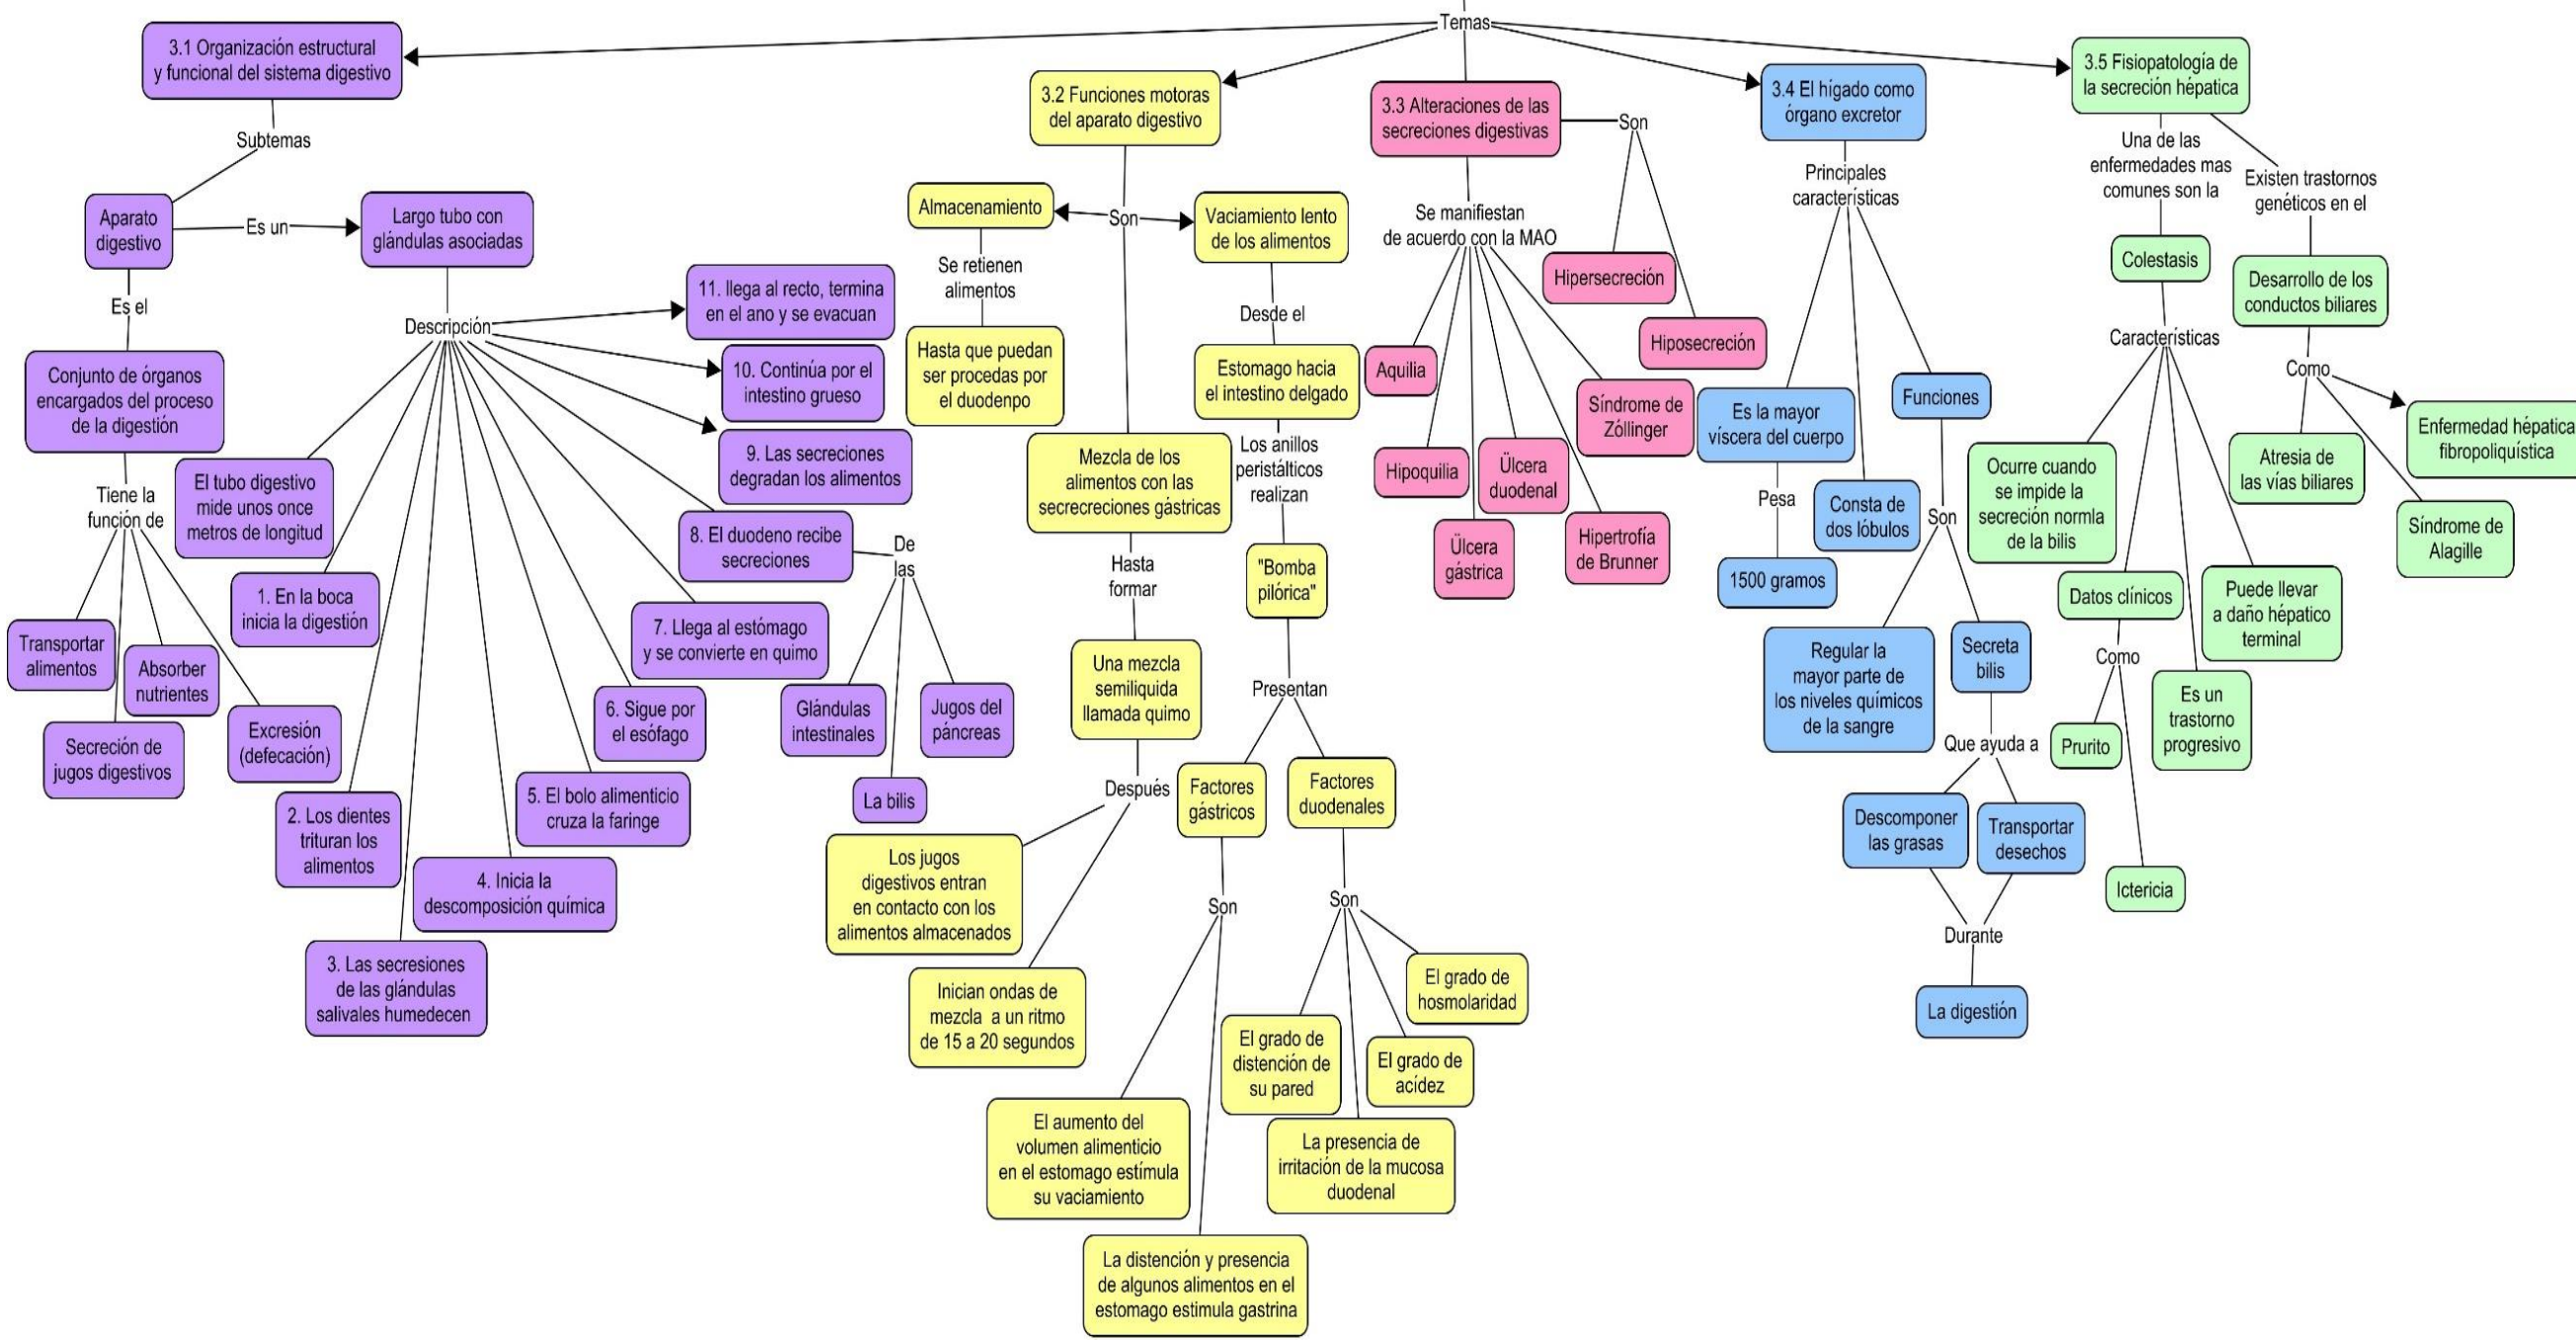 Temas
3.1 Organización estructural
y funcional del sistema digestivo
Subtemas
Aparato
digestivo
Es un
Largo tubo con
glándulas asociadas
Es el
Conjunto de órganos
encargados del proceso
de la digestión
Tiene la
función de
Transportar
alimentos
Secreción de
jugos digestivos
Absorber
nutrientes
Excresión
(defecación)
Descripción
El tubo digestivo
mide unos once
metros de longitud
1. En la boca
inicia la digestión
2. Los dientes
trituran los
alimentos
3. Las secresiones
de las glándulas
salivales humedecen
4. Inicia la
descomposición química
5. El bolo alimenticio
cruza la faringe
6. Sigue por
el esófago
7. Llega al estómago
y se convierte en quimo
8. El duodeno recibe
secreciones
De
las
Glándulas
intestinales
La bilis
Jugos del
páncreas
9. Las secreciones
degradan los alimentos
10. Continúa por el
intestino grueso
11. llega al recto, termina
en el ano y se evacuan
3.2 Funciones motoras
del aparato digestivo
Son
Almacenamiento
Se retienen
alimentos
Hasta que puedan
ser procedas por
el duodenpo
Mezcla de los
alimentos con las
secrecreciones gástricas
Hasta
formar
Una mezcla
semiliquida
llamada quimo
Después
Los jugos
digestivos entran
en contacto con los
alimentos almacenados
Inician ondas de
mezcla a un ritmo
de 15 a 20 segundos
Vaciamiento lento
de los alimentos
Desde el
Estomago hacia
el intestino delgado
Los anillos
peristálticos
realizan
"Bomba
pilórica"
Presentan
Factores
gástricos
Son
El aumento del
volumen alimenticio
en el estomago estímula
su vaciamiento
La distención y presencia
de algunos alimentos en el
estomago estimula gastrina
Factores
duodenales
Son
El grado de
distención de
su pared
La presencia de
irritación de la mucosa
duodenal
El grado de
acídez
El grado de
hosmolaridad
3.3 Alteraciones de las
secreciones digestivas
Son
Hipersecreción
Hiposecreción
Se manifiestan
de acuerdo con la MAO
Aquilia
Hipoquilia
Ülcera
gástrica
Ülcera
duodenal
Hipertrofía
de Brunner
Síndrome de
Zóllinger
3.4 El hígado como
órgano excretor
Principales
características
Es la mayor
víscera del cuerpo
Pesa
1500 gramos
Consta de
dos lóbulos
Funciones
Son
Regular la
mayor parte de
los niveles químicos
de la sangre
Secreta
bilis
Que ayuda a
Descomponer
las grasas
Transportar
desechos
Durante
La digestión
3.5 Fisiopatología de
la secreción hépatica
Una de las
enfermedades mas
comunes son la
Colestasis
Características
Ocurre cuando
se impide la
secreción normla
de la bilis
Datos clínicos
Como
Prurito
Ictericia
Es un
trastorno
progresivo
Puede llevar
a daño hépatico
terminal
Existen trastornos
genéticos en el
Desarrollo de los
conductos biliares
Como
Atresia de
las vías biliares
Síndrome de
Alagille
Enfermedad hépatica
fibropoliquística